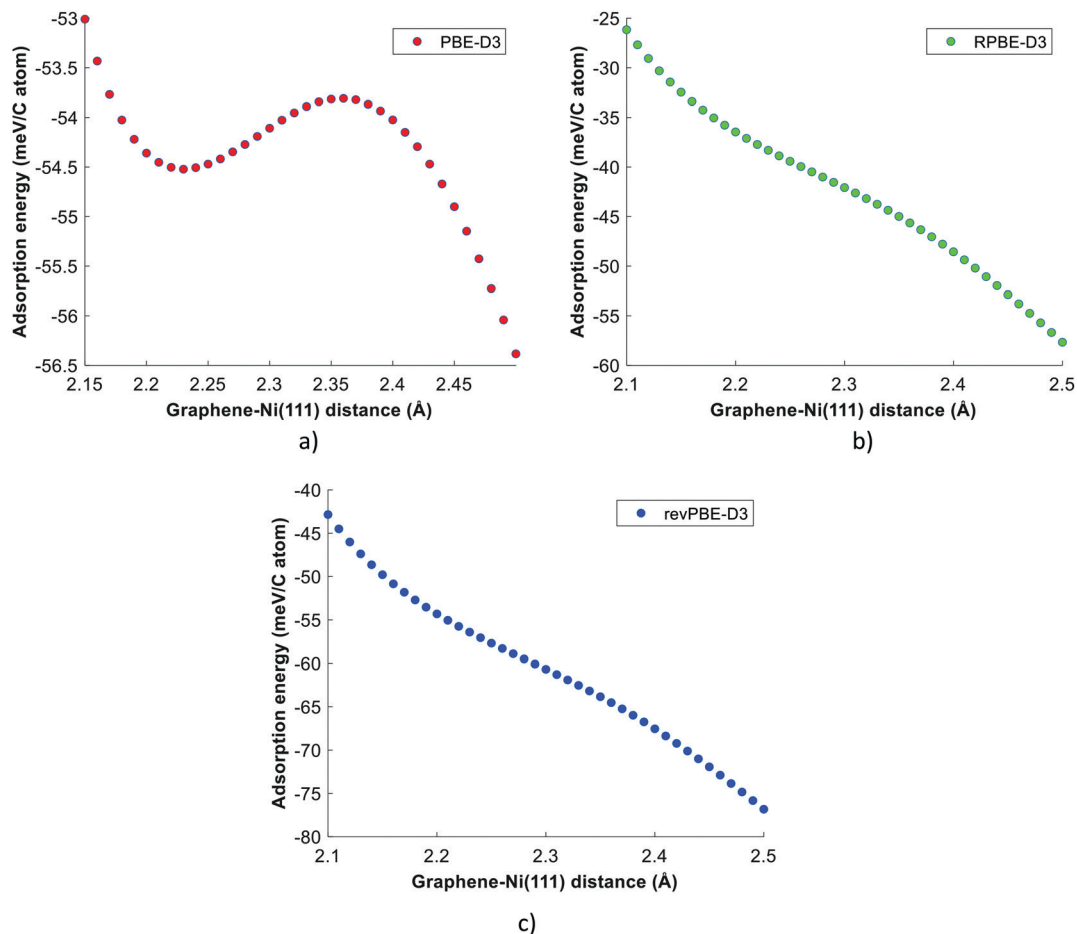 -53
-53.5
-54
-54.5
-55
-55.5
-56
-56.5
Adsorption energy (meV/C atom)
PBE-D3
2.15 2.2 2.25 2.3 2.35 2.4 2.45
Graphene-Ni(111) distance (Å)
a)
-25
-30
-35
-40
-45
-50
-55
-60
Adsorption energy (meV/C atom)
RPBE-D3
2.1 2.2 2.3 2.4 2.5
Graphene-Ni(111) distance (Å)
b)
-40
-45
-50
-55
-60
-65
-70
-75
-80
Adsorption energy (meV/C atom)
revPBE-D3
2.1 2.2 2.3 2.4 2.5
Graphene-Ni(111) distance (Å)
c)